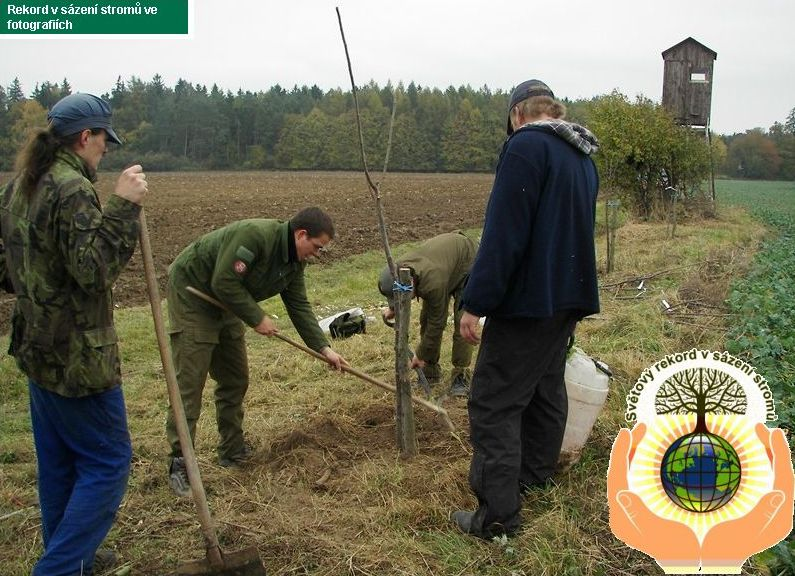 Rekord v sázení stromů ve
fotografiích
Světový rekord v sázení stromů